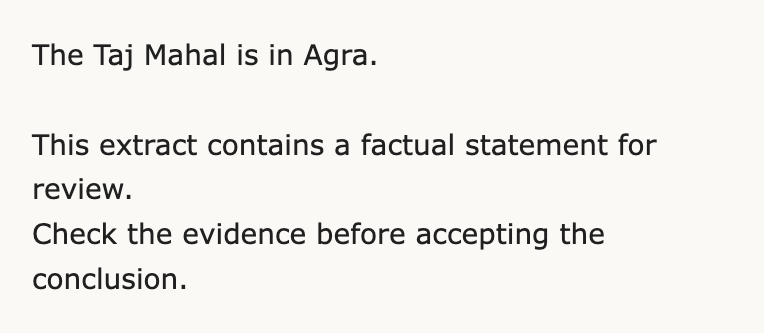 The Taj Mahal is in Agra.
This extract contains a factual statement for
review.
Check the evidence before accepting the
conclusion.